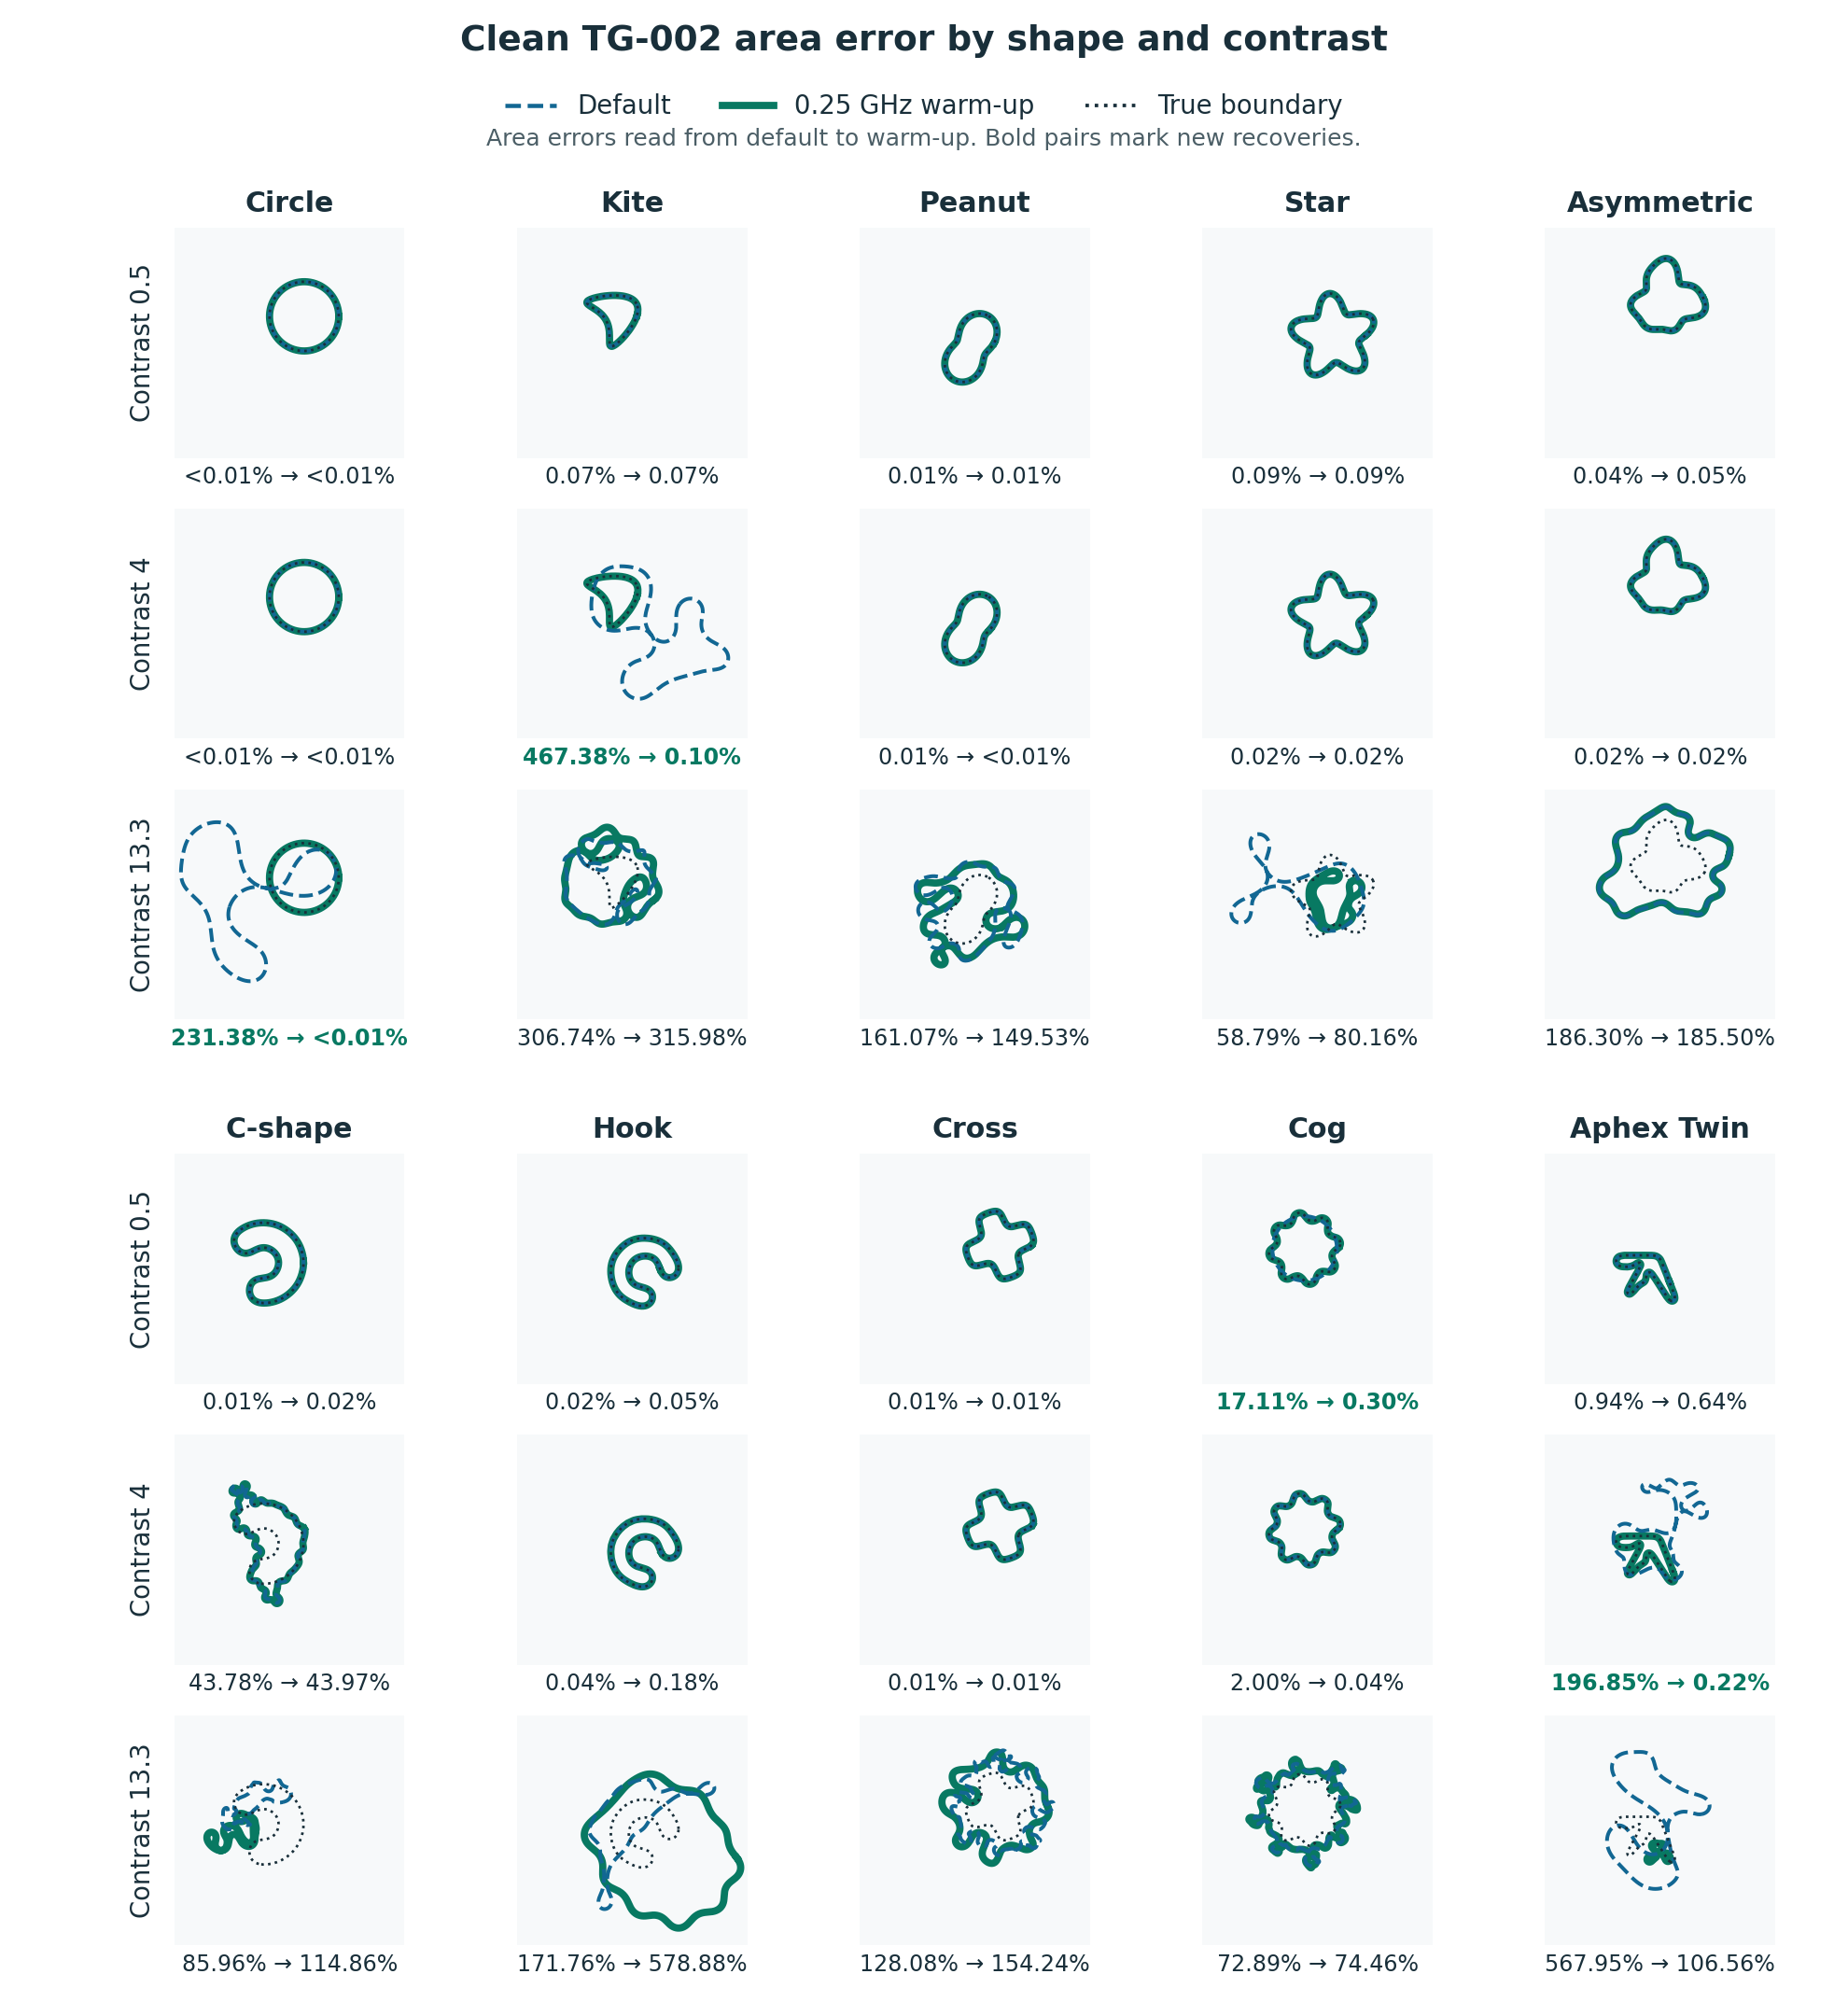 Clean TG-002 area error by shape and contrast
Default 0.25 GHz warm-up True boundary
Area errors read from default to warm-up. Bold pairs mark new recoveries.
Circle Kite Peanut Star Asymmetric
Contrast 0.5
<0.01% → <0.01% 0.07% → 0.07% 0.01% → 0.01% 0.09% → 0.09% 0.04% → 0.05%
Contrast 4
<0.01% → <0.01% 467.38% → 0.10% 0.01% → <0.01% 0.02% → 0.02% 0.02% → 0.02%
Contrast 13.3
231.38% → <0.01% 306.74% → 315.98% 161.07% → 149.53% 58.79% → 80.16% 186.30% → 185.50%
C-shape Hook Cross Cog Aphex Twin
Contrast 0.5
0.01% → 0.02% 0.02% → 0.05% 0.01% → 0.01% 17.11% → 0.30% 0.94% → 0.64%
Contrast 4
43.78% → 43.97% 0.04% → 0.18% 0.01% → 0.01% 2.00% → 0.04% 196.85% → 0.22%
Contrast 13.3
85.96% → 114.86% 171.76% → 578.88% 128.08% → 154.24% 72.89% → 74.46% 567.95% → 106.56%